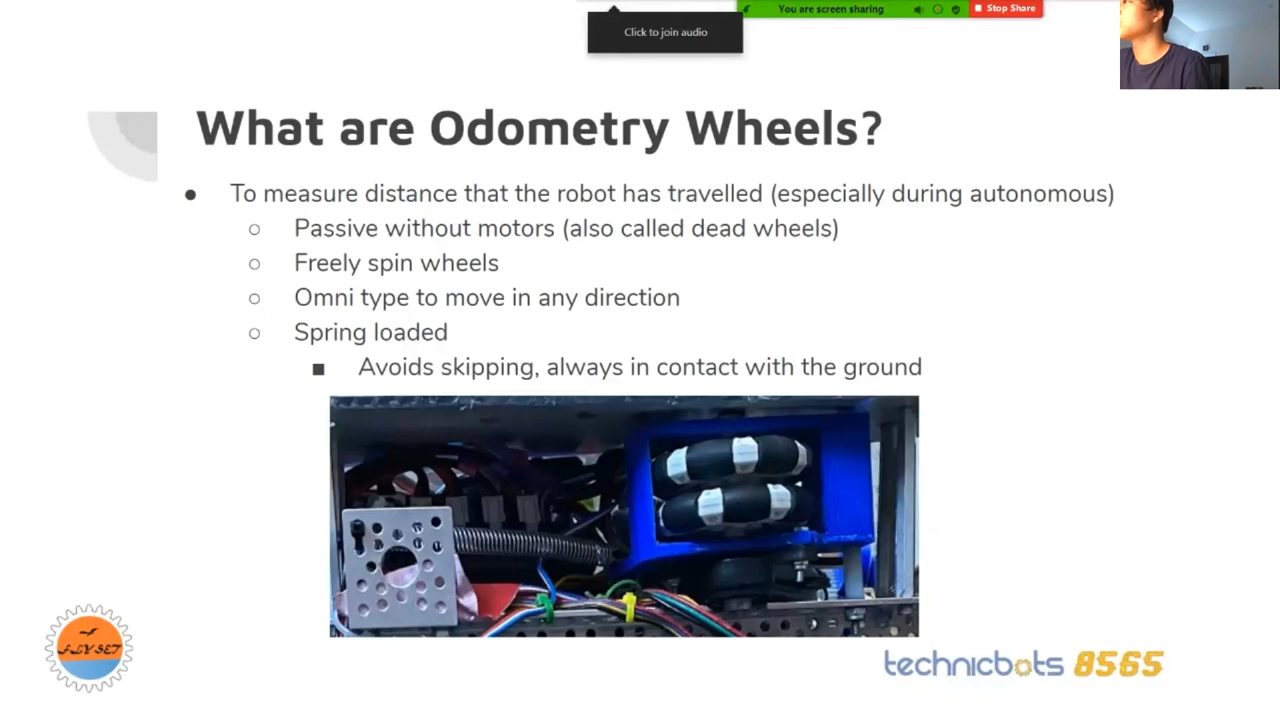 You are screen sharing
Stop Share
Click to join audio
What are Odometry Wheels?
● To measure distance that the robot has travelled (especially during autonomous)
○ Passive without motors (also called dead wheels)
○ Freely spin wheels
○ Omni type to move in any direction
○ Spring loaded
■ Avoids skipping, always in contact with the ground
FLYSET
technicbots 8565